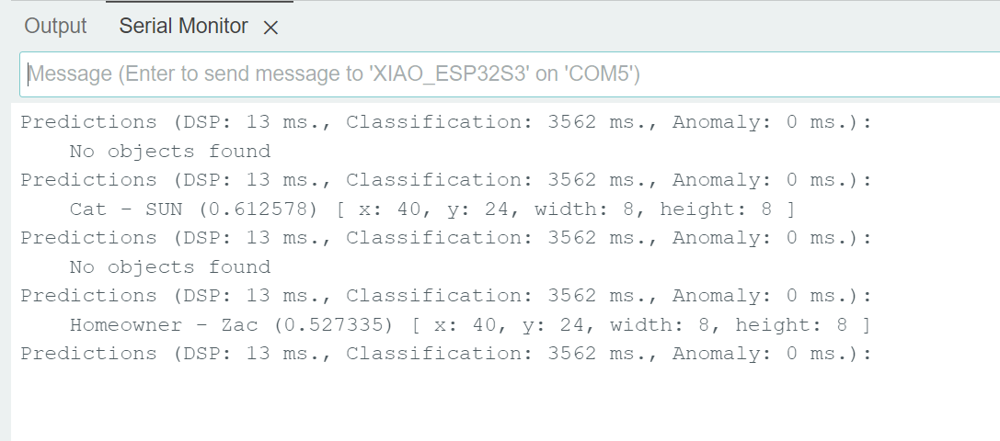 Output Serial Monitor ×
Message (Enter to send message to 'XIAO_ESP32S3' on 'COM5')
Predictions (DSP: 13 ms., Classification: 3562 ms., Anomaly: 0 ms.):
No objects found
Predictions (DSP: 13 ms., Classification: 3562 ms., Anomaly: 0 ms.):
Cat - SUN (0.612578) [ x: 40, y: 24, width: 8, height: 8 ]
Predictions (DSP: 13 ms., Classification: 3562 ms., Anomaly: 0 ms.):
No objects found
Predictions (DSP: 13 ms., Classification: 3562 ms., Anomaly: 0 ms.):
Homeowner - Zac (0.527335) [ x: 40, y: 24, width: 8, height: 8 ]
Predictions (DSP: 13 ms., Classification: 3562 ms., Anomaly: 0 ms.):